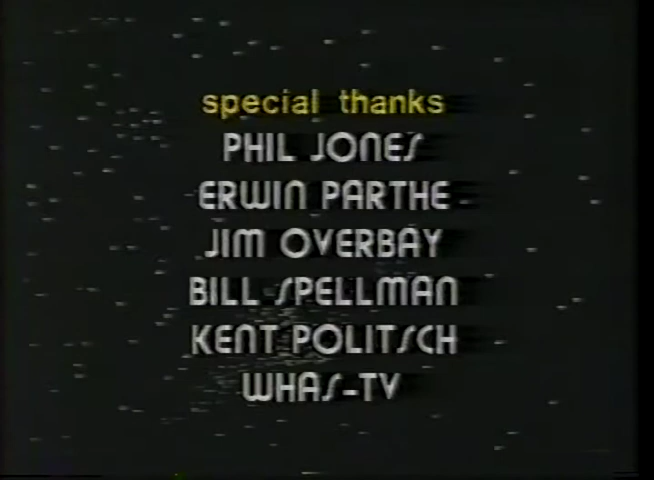 special thanks
PHIL JONES
ERWIN PARTHE
JIM OVERBAY
BILL SPELLMAN
KENT POLITSCH
WHAS-TV